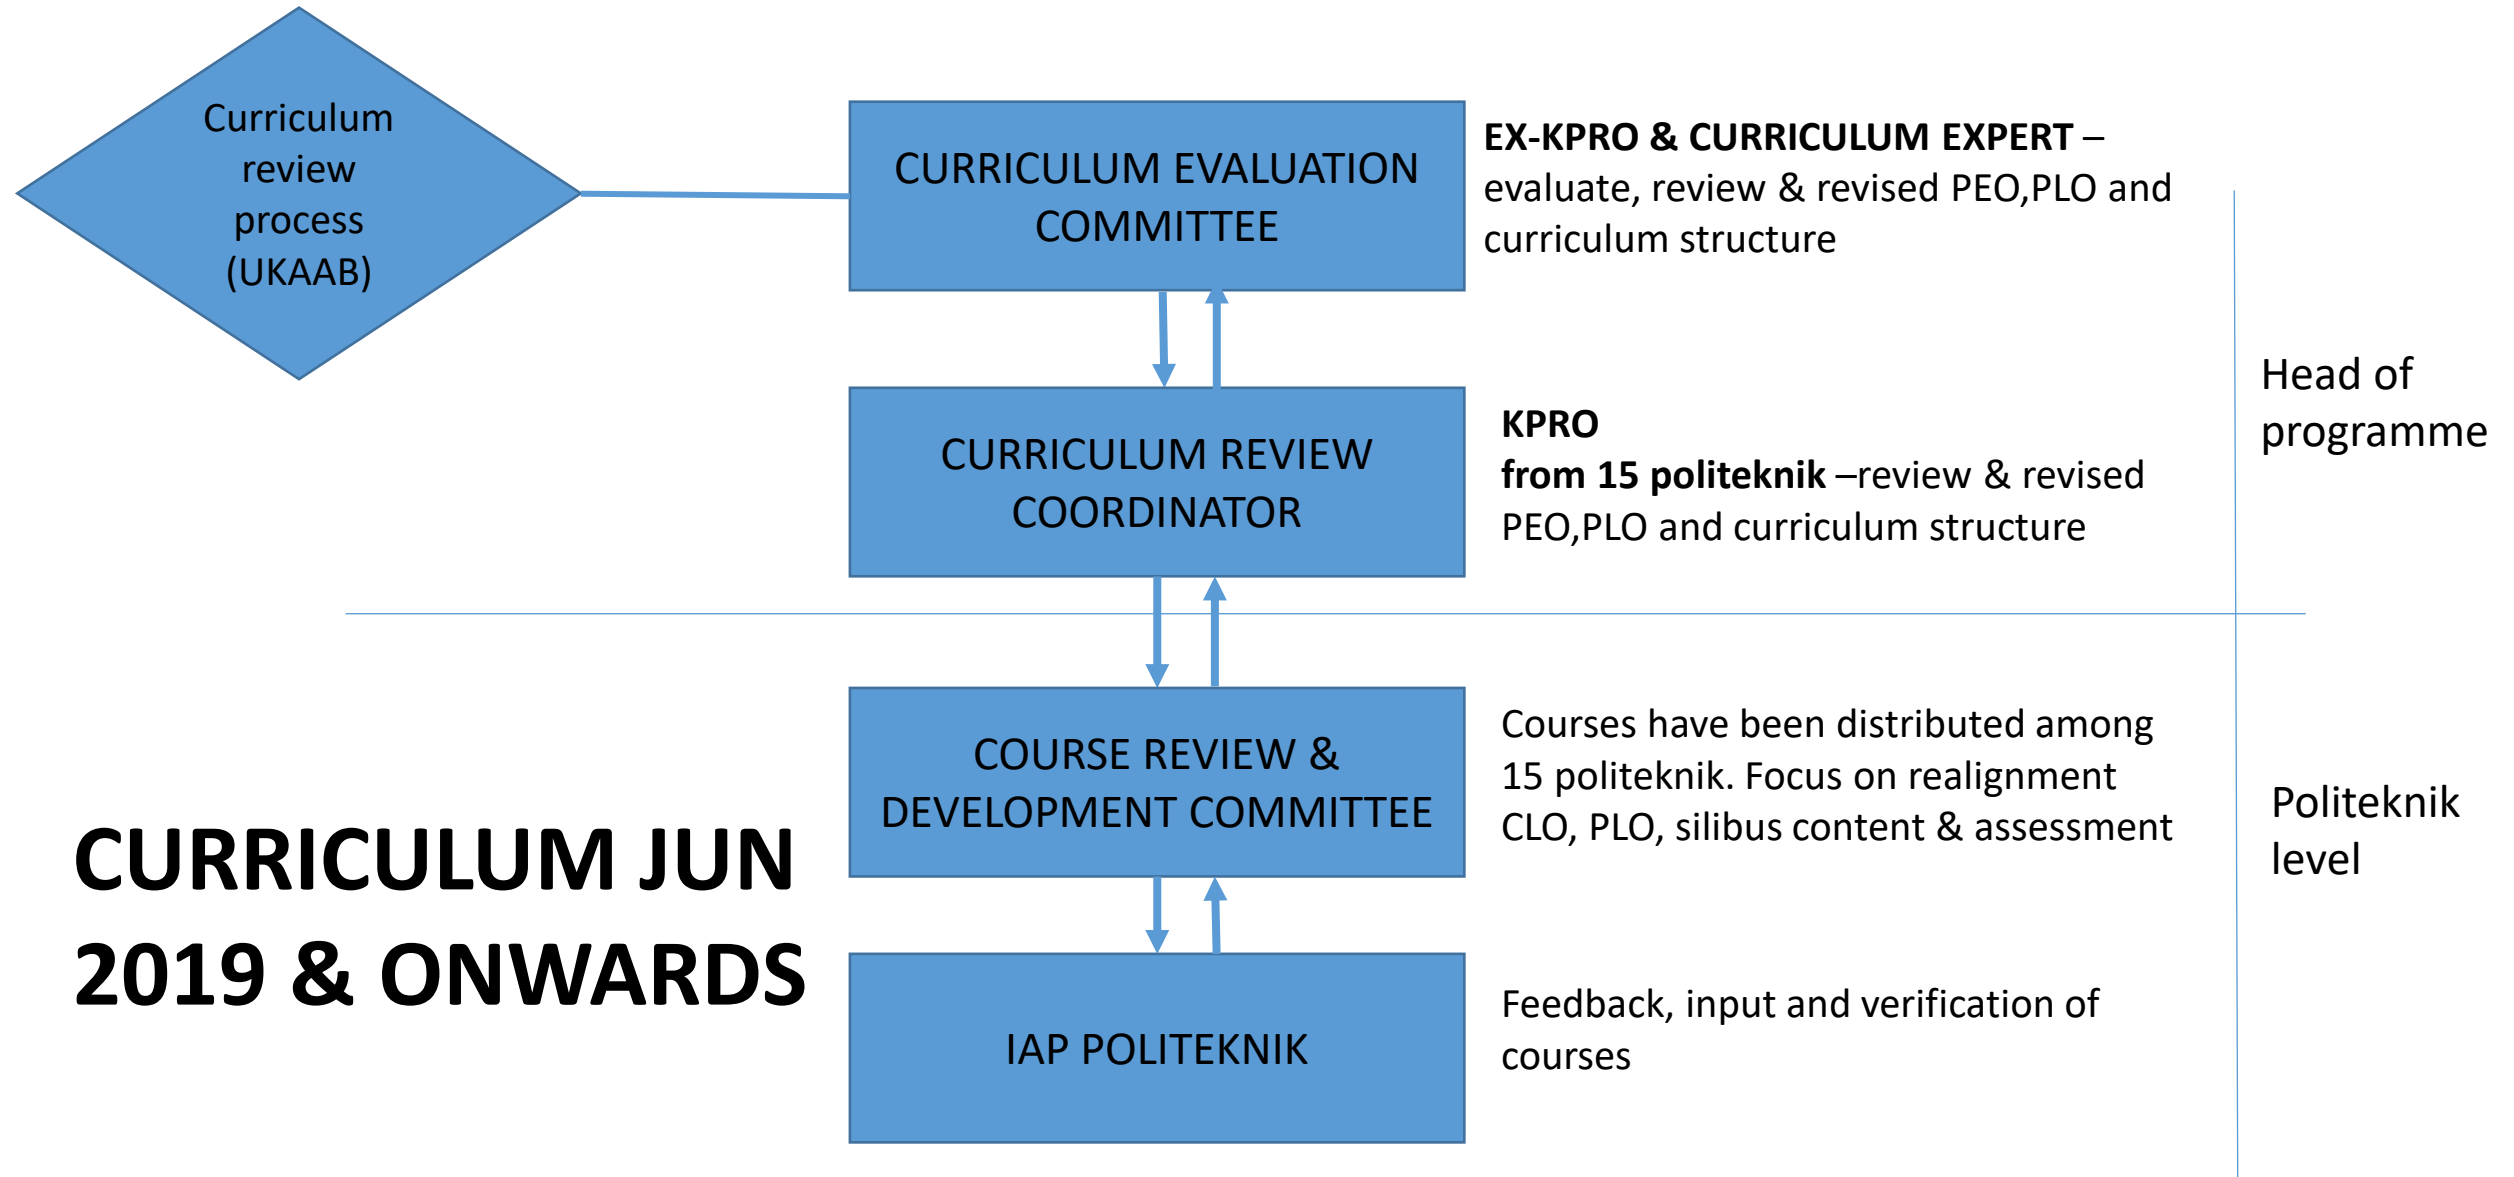 Curriculum
review
process
(UKAAB)
CURRICULUM EVALUATION
COMMITTEE
EX-KPRO & CURRICULUM EXPERT –
evaluate, review & revised PEO,PLO and
curriculum structure
CURRICULUM REVIEW
COORDINATOR
KPRO
from 15 politeknik –review & revised
PEO,PLO and curriculum structure
Head of
programme
COURSE REVIEW &
DEVELOPMENT COMMITTEE
Courses have been distributed among
15 politeknik. Focus on realignment
CLO, PLO, silibus content & assessment
Politeknik
level
CURRICULUM JUN
2019 & ONWARDS
IAP POLITEKNIK
Feedback, input and verification of
courses